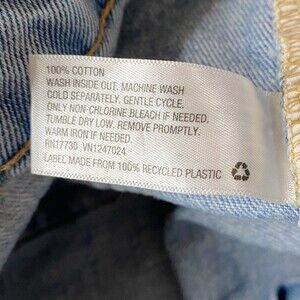 100% COTTON
WASH INSIDE OUT. MACHINE WASH
COLD SEPARATELY. GENTLE CYCLE.
ONLY NON-CHLORINE BLEACH IF NEEDED.
TUMBLE DRY LOW. REMOVE PROMPTLY.
WARM IRON IF NEEDED.
RN17730 VN1247024
LABEL MADE FROM 100% RECYCLED PLASTIC